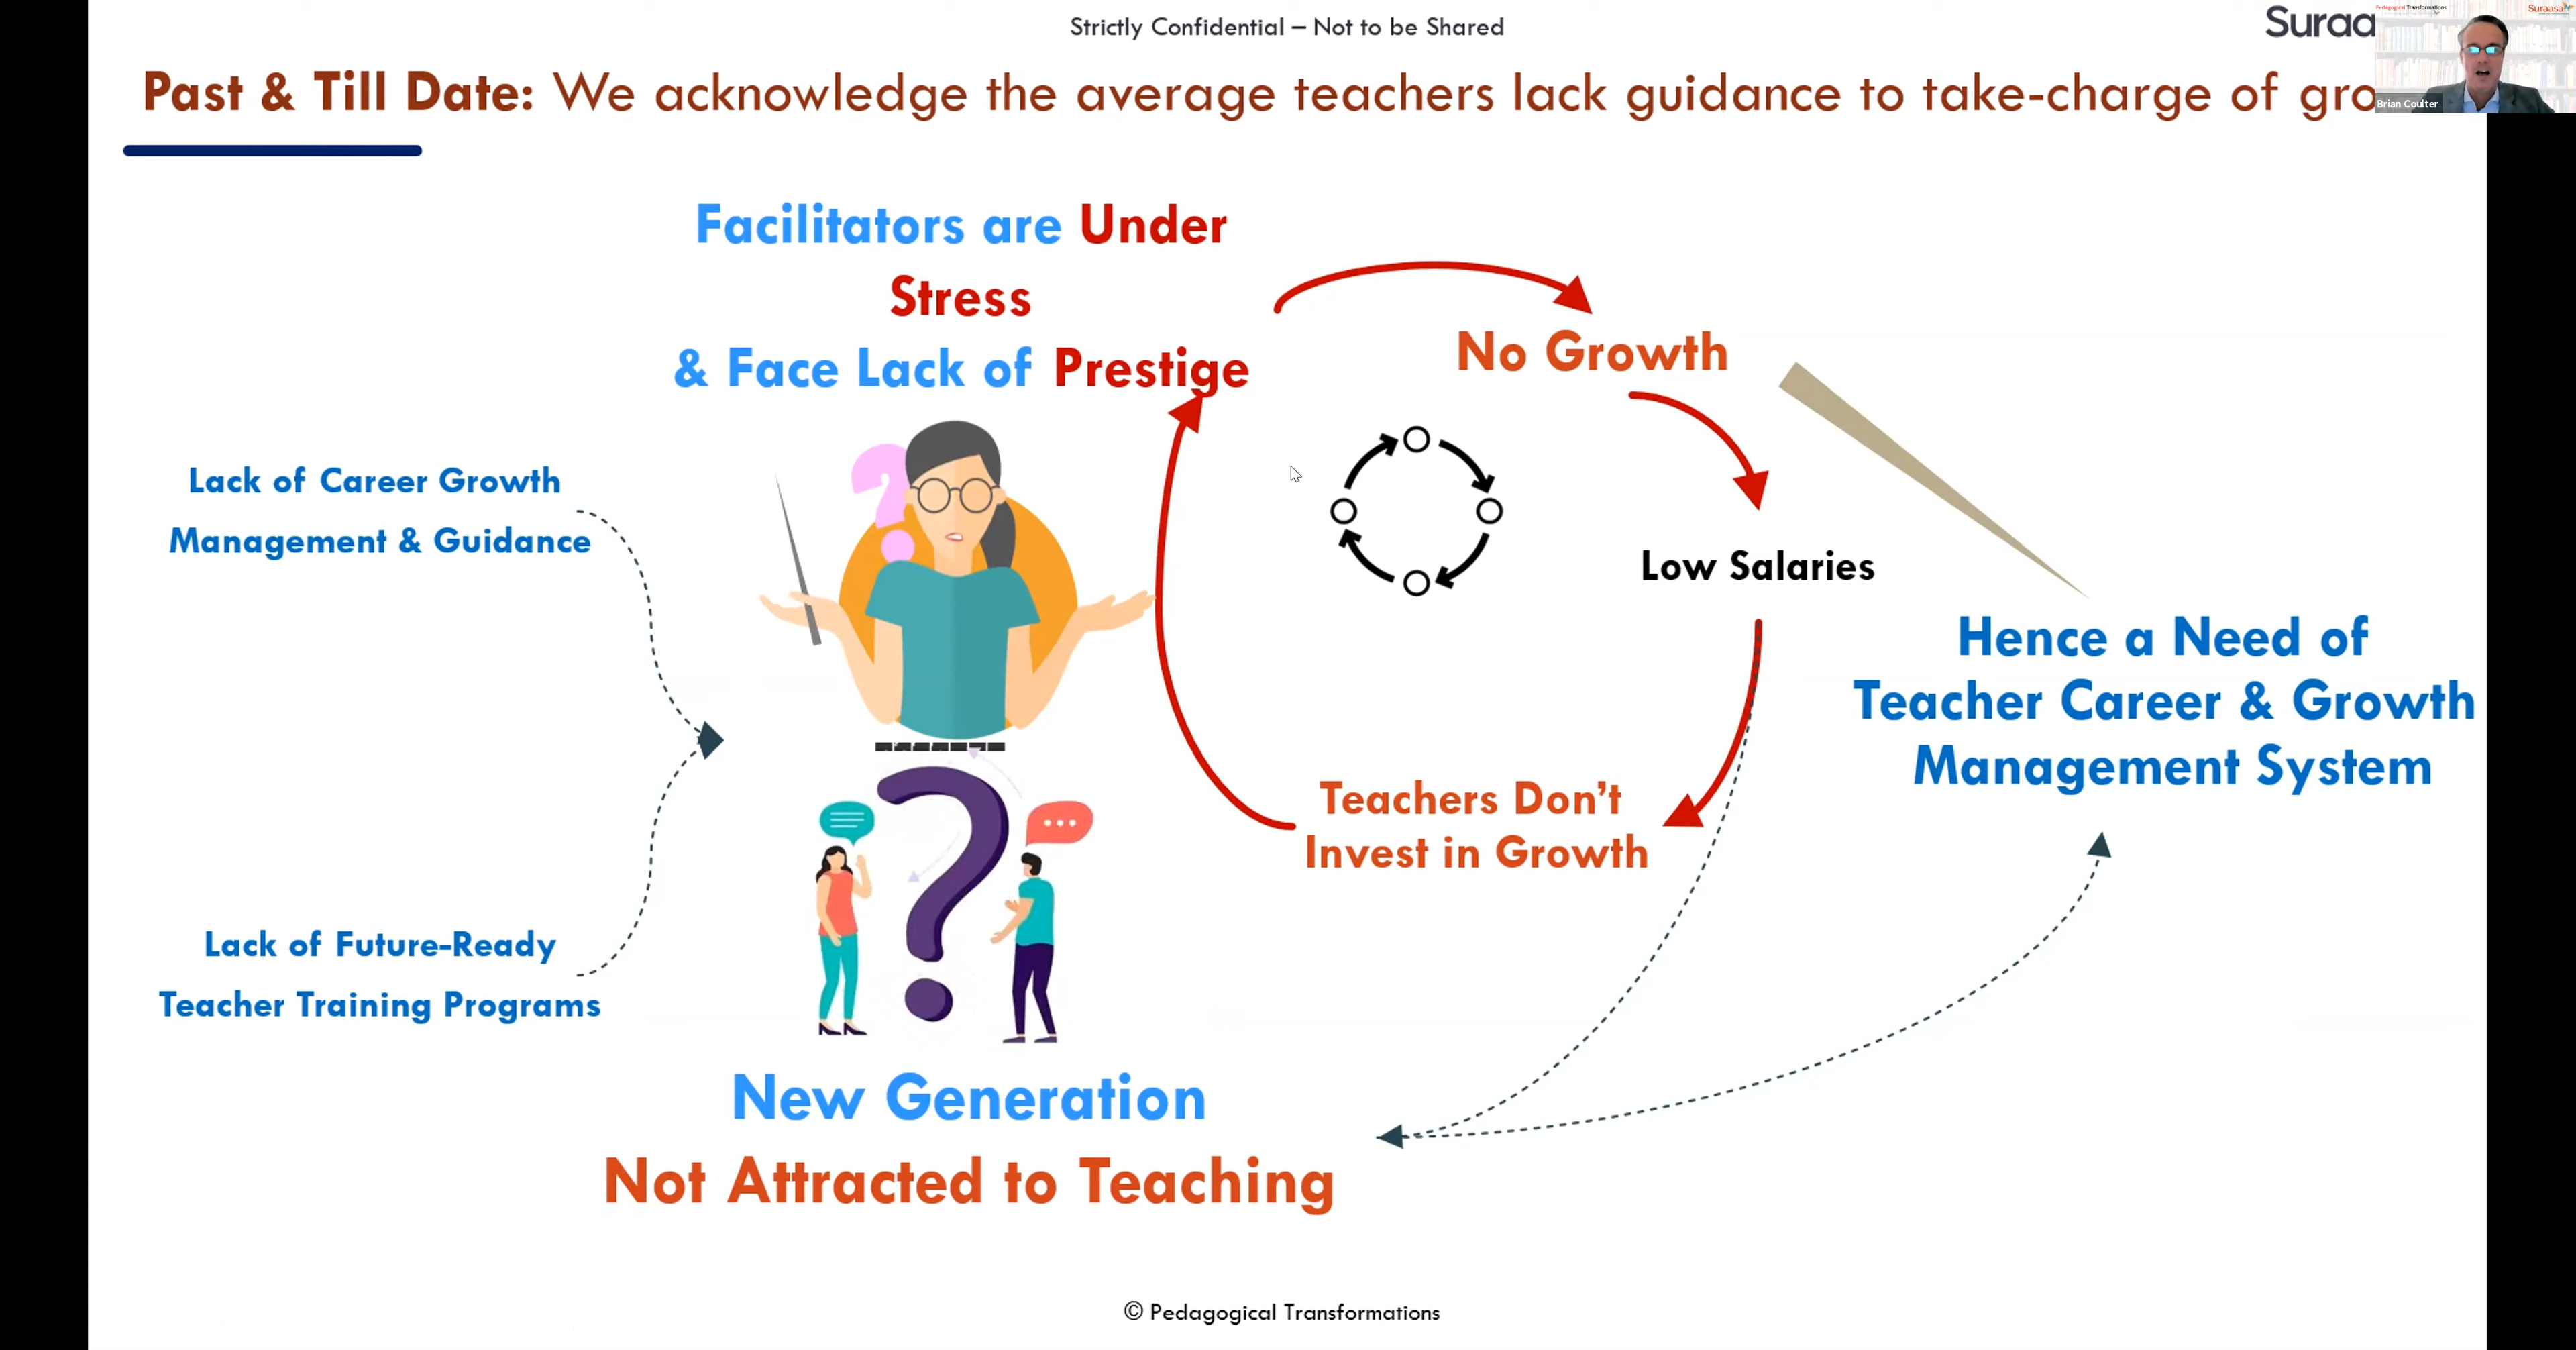 Strictly Confidential – Not to be Shared
Suraa
Pedagogical Transformations
Suraasa
Brian Coulter
Past & Till Date: We acknowledge the average teachers lack guidance to take-charge of gro
Facilitators are Under
Stress
& Face Lack of Prestige
No Growth
Lack of Career Growth
Management & Guidance
Low Salaries
Hence a Need of
Teacher Career & Growth
Management System
Teachers Don’t
Invest in Growth
Lack of Future-Ready
Teacher Training Programs
New Generation
Not Attracted to Teaching
© Pedagogical Transformations